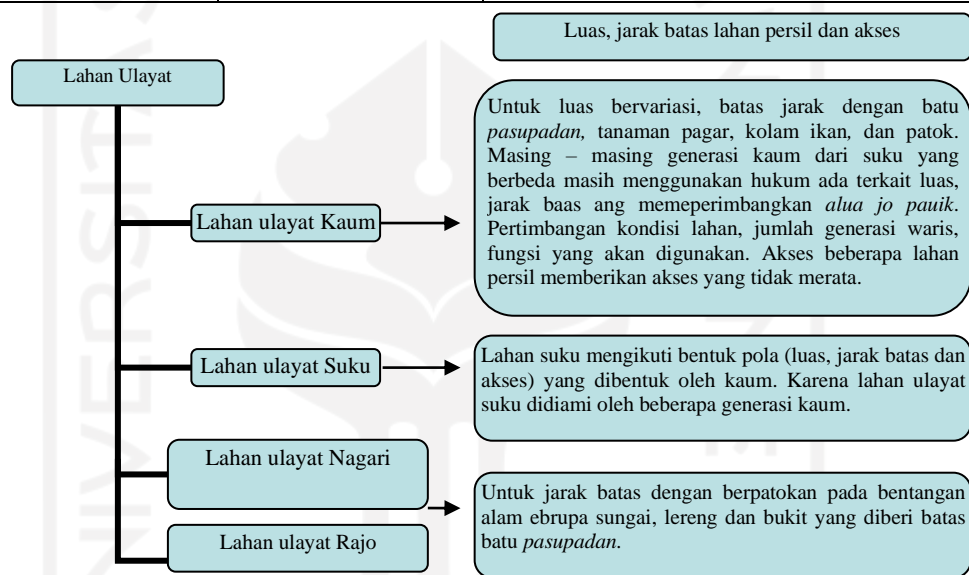 Luas, jarak batas lahan persil dan akses
Lahan Ulayat
Untuk luas bervariasi, batas jarak dengan batu
pasupadan, tanaman pagar, kolam ikan, dan patok.
Masing – masing generasi kaum dari suku yang
berbeda masih menggunakan hukum ada terkait luas,
jarak baas ang memeperimbangkan alua jo pauik.
Pertimbangan kondisi lahan, jumlah generasi waris,
fungsi yang akan digunakan. Akses beberapa lahan
persil memberikan akses yang tidak merata.
Lahan ulayat Kaum
Lahan ulayat Suku
Lahan suku mengikuti bentuk pola (luas, jarak batas dan
akses) yang dibentuk oleh kaum. Karena lahan ulayat
suku didiami oleh beberapa generasi kaum.
Lahan ulayat Nagari
Lahan ulayat Rajo
Untuk jarak batas dengan berpatokan pada bentangan
alam ebrupa sungai, lereng dan bukit yang diberi batas
batu pasupadan.